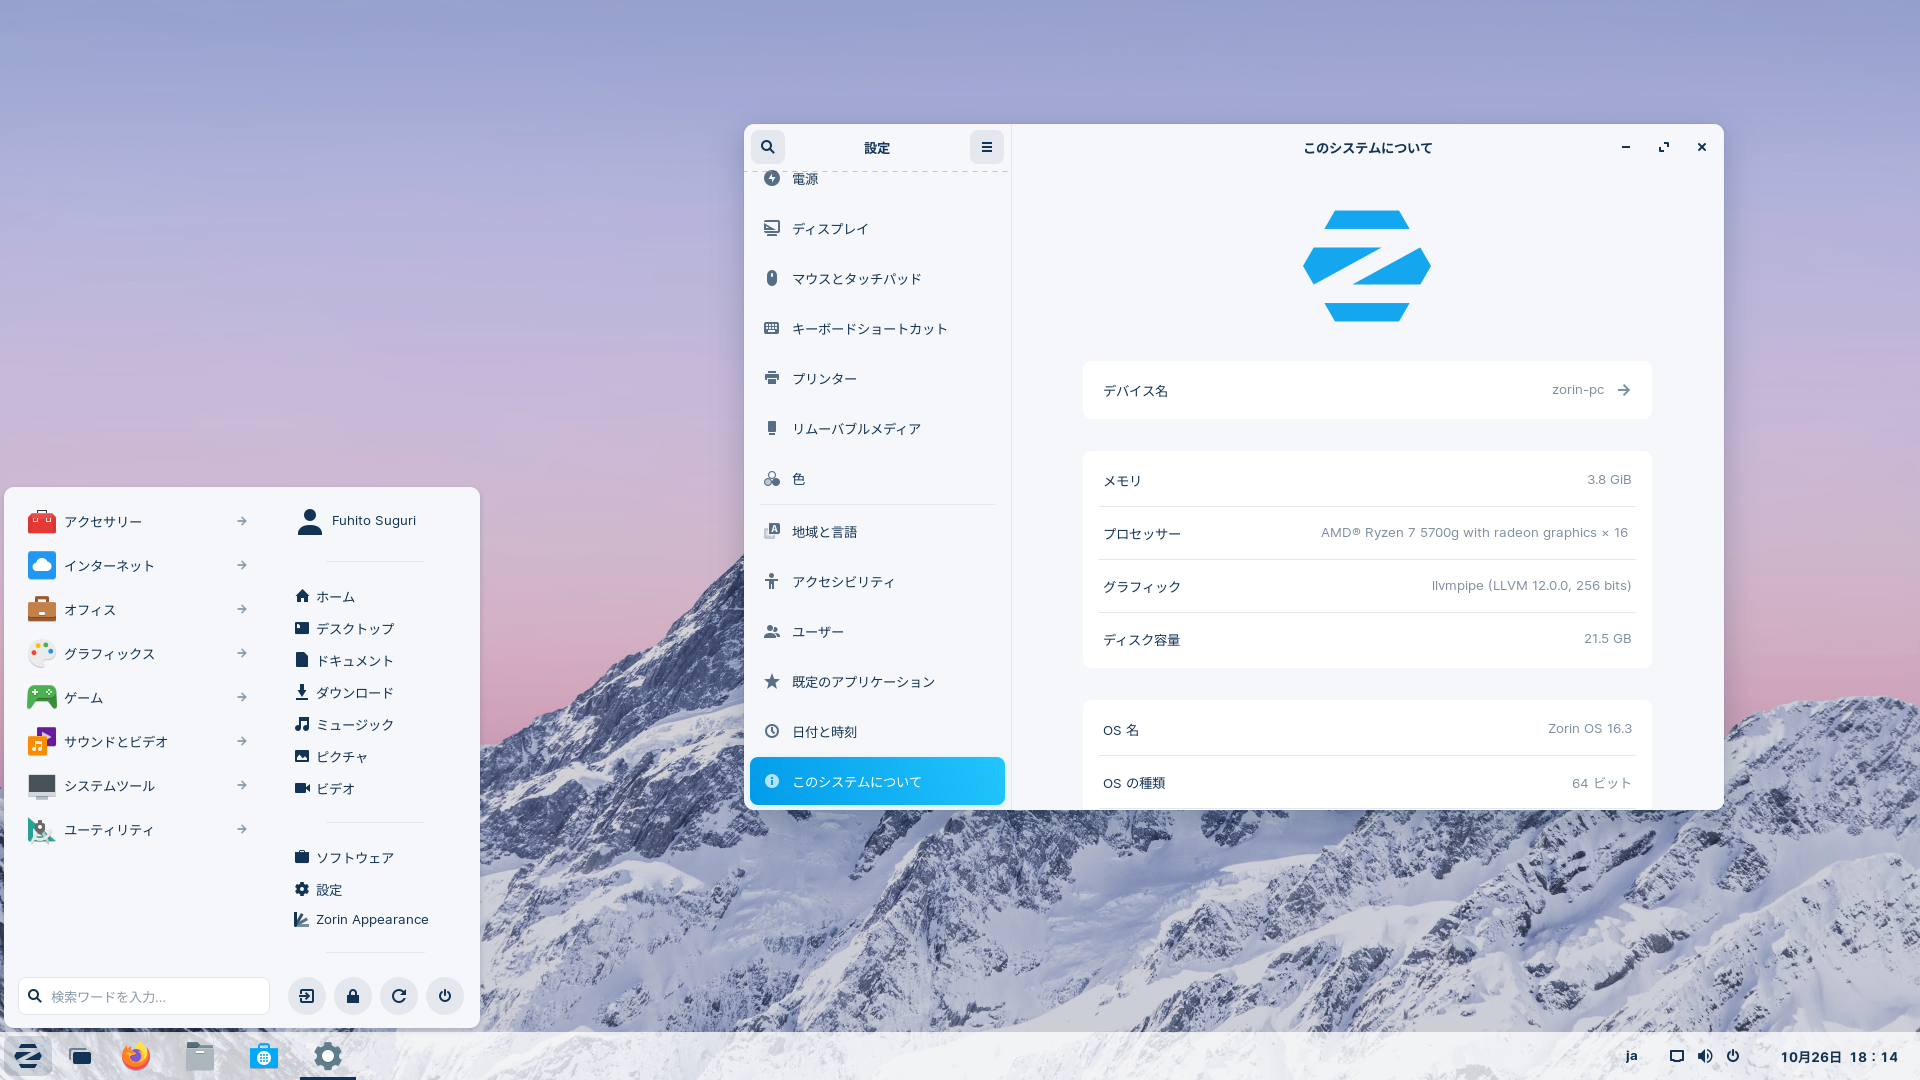 設定
このシステムについて
電源
ディスプレイ
マウスとタッチパッド
キーボードショートカット
プリンター
リムーバブルメディア
色
地域と言語
アクセシビリティ
ユーザー
既定のアプリケーション
日付と時刻
このシステムについて
デバイス名 zorin-pc
メモリ 3.8 GiB
プロセッサー AMD® Ryzen 7 5700g with radeon graphics × 16
グラフィック llvmpipe (LLVM 12.0.0, 256 bits)
ディスク容量 21.5 GB
OS 名 Zorin OS 16.3
OS の種類 64 ビット
アクセサリー
インターネット
オフィス
グラフィックス
ゲーム
サウンドとビデオ
システムツール
ユーティリティ
検索ワードを入力...
Fuhito Suguri
ホーム
デスクトップ
ドキュメント
ダウンロード
ミュージック
ピクチャ
ビデオ
ソフトウェア
設定
Zorin Appearance
ja
10月26日 18：14